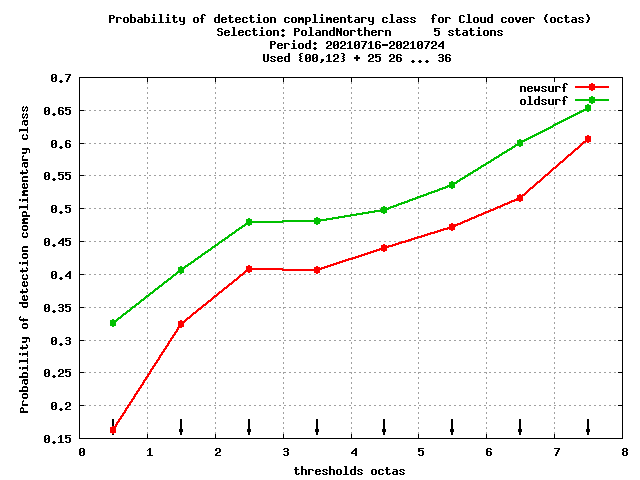 Probability of detection complimentary class  for Cloud cover (octas)
Selection: PolandNorthern      5 stations
Period: 20210716-20210724
Used {00,12} + 25 26 ... 36
newsurf
oldsurf
Probability of detection complimentary class
0.7
0.65
0.6
0.55
0.5
0.45
0.4
0.35
0.3
0.25
0.2
0.15
0 1 2 3 4 5 6 7 8
thresholds octas